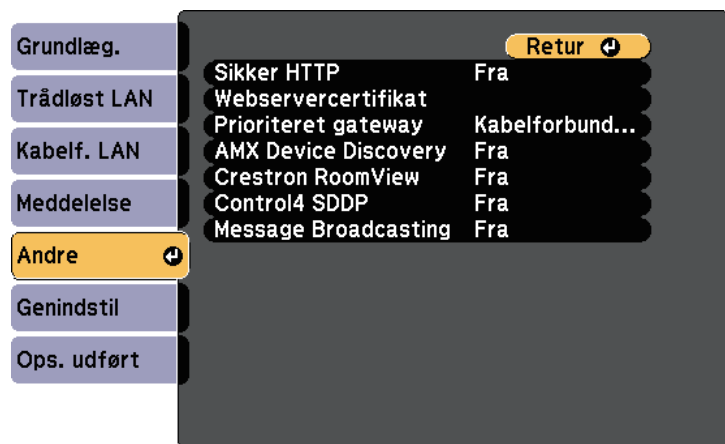 Grundlæg.
Trådløst LAN
Kabelf. LAN
Meddelelse
Andre
Genindstil
Ops. udført
Retur
Sikker HTTP Fra
Webservercertifikat
Prioriteret gateway Kabelforbund...
AMX Device Discovery Fra
Crestron RoomView Fra
Control4 SDDP Fra
Message Broadcasting Fra